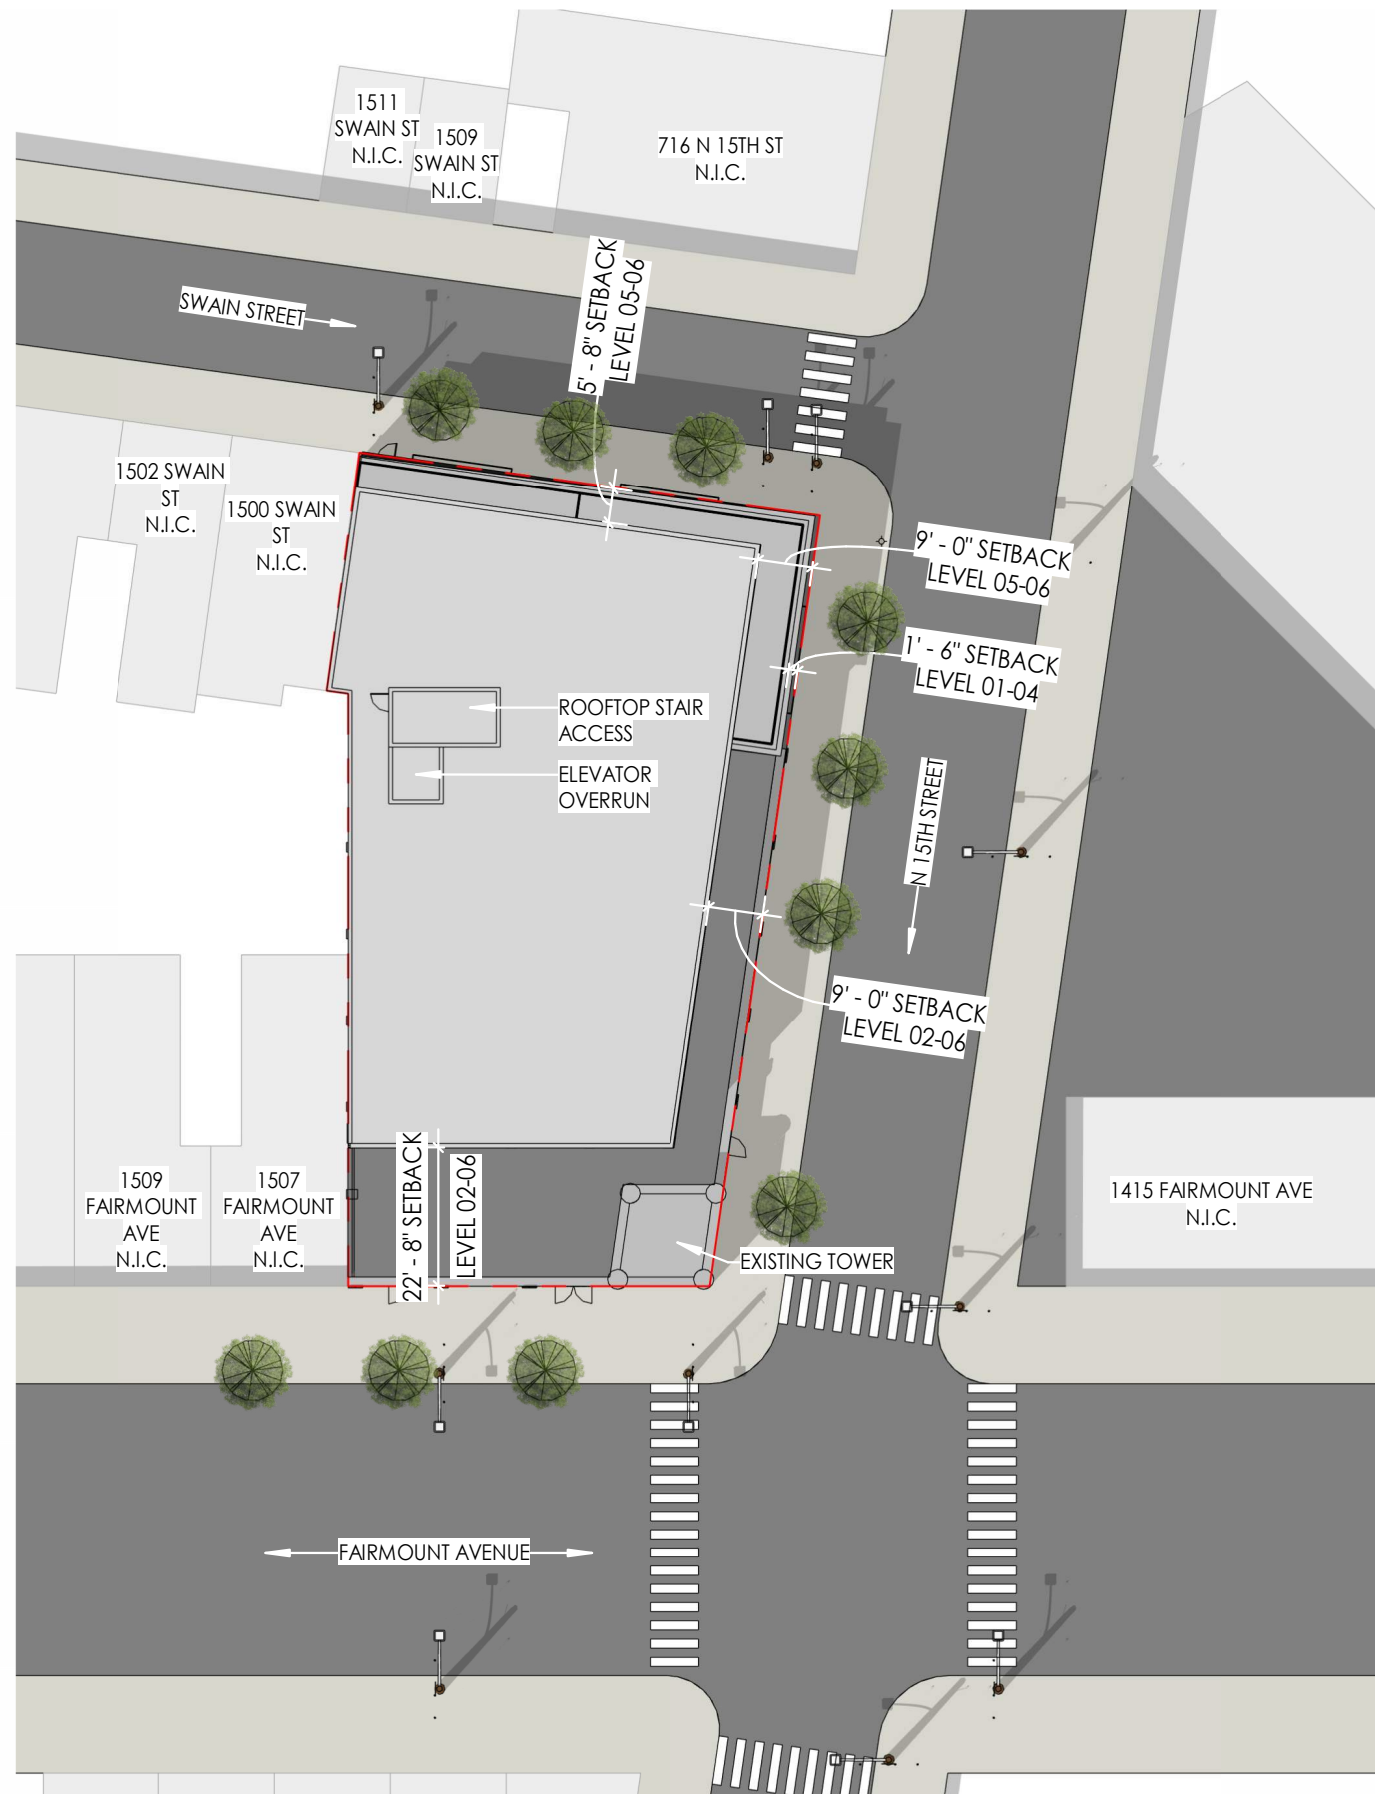 1511
SWAIN ST
N.I.C.
1509
SWAIN ST
N.I.C.
716 N 15TH ST
N.I.C.
SWAIN STREET
5' - 8" SETBACK
LEVEL 05-06
1502 SWAIN
ST
N.I.C.
1500 SWAIN
ST
N.I.C.
9' - 0" SETBACK
LEVEL 05-06
1' - 6" SETBACK
LEVEL 01-04
ROOFTOP STAIR
ACCESS
ELEVATOR
OVERRUN
N 15TH STREET
9' - 0" SETBACK
LEVEL 02-06
1509
FAIRMOUNT
AVE
N.I.C.
1507
FAIRMOUNT
AVE
N.I.C.
22' - 8" SETBACK
LEVEL 02-06
1415 FAIRMOUNT AVE
N.I.C.
EXISTING TOWER
FAIRMOUNT AVENUE